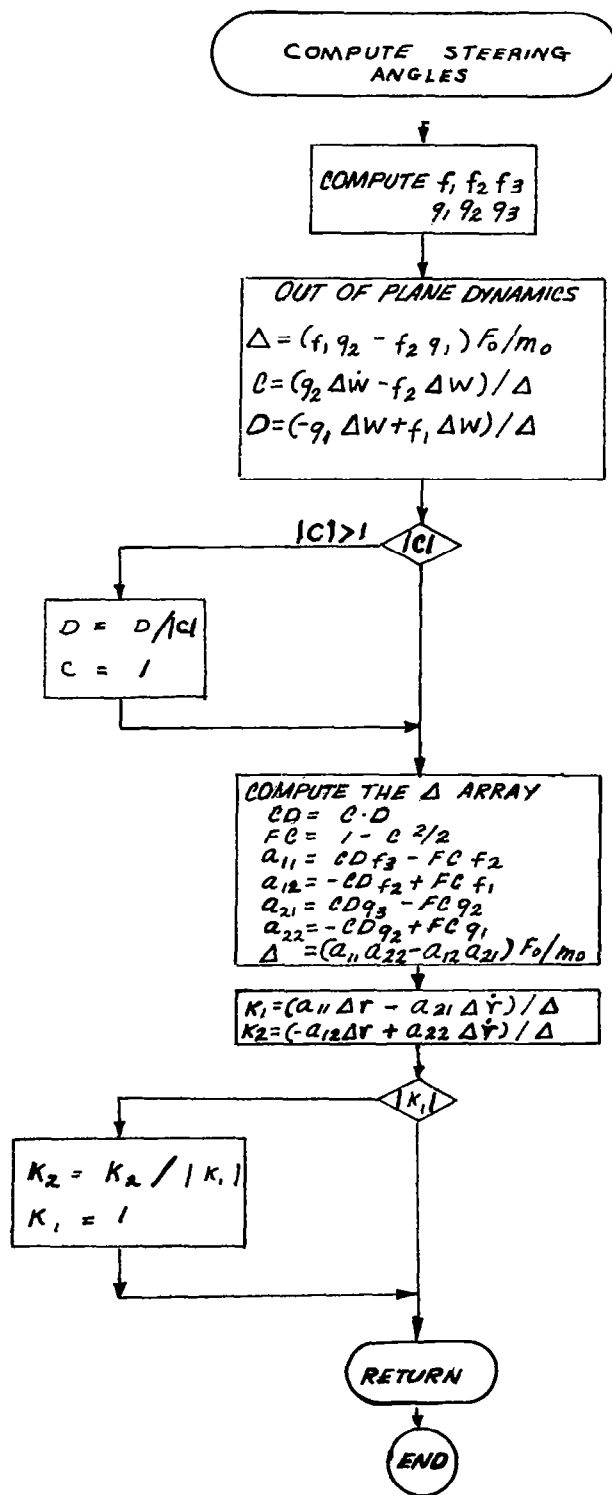 COMPUTE STEERING
ANGLES
COMPUTE f₁ f₂ f₃
g₁ g₂ g₃
OUT OF PLANE DYNAMICS
Δ = (f₁ g₂ - f₂ g₁) F₀/m₀
C = (g₂ Δẇ - f₂ ΔW) / Δ
D = (-g₁ ΔW + f₁ ΔW) / Δ
|C| > 1
|C|
D = D/|C|
C = 1
COMPUTE THE Δ ARRAY
CD = C·D
FC = 1 - C²/2
a₁₁ = CD f₃ - FC f₂
a₁₂ = -CD f₂ + FC f₁
a₂₁ = CD g₃ - FC g₂
a₂₂ = -CD g₂ + FC g₁
Δ = (a₁₁ a₂₂ - a₁₂ a₂₁) F₀/m₀
K₁ = (a₁₁ Δr - a₂₁ Δṙ) / Δ
K₂ = (-a₁₂ Δr + a₂₂ Δṙ) / Δ
|K₁|
K₂ = K₂ / |K₁|
K₁ = 1
RETURN
END